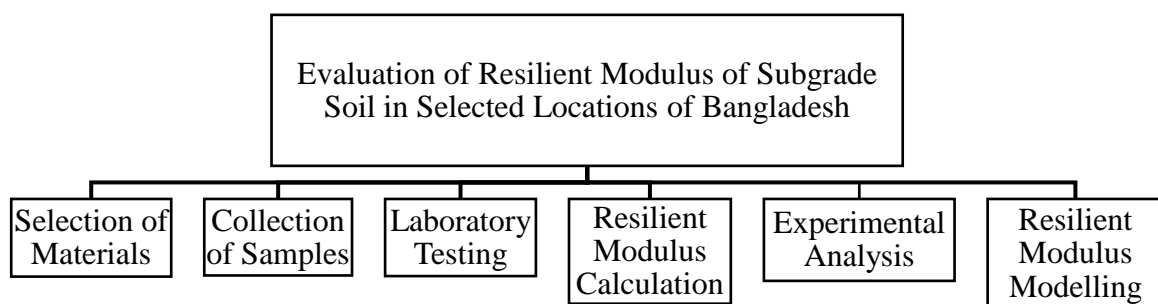 Evaluation of Resilient Modulus of Subgrade
Soil in Selected Locations of Bangladesh
Selection of
Materials
Collection
of Samples
Laboratory
Testing
Resilient
Modulus
Calculation
Experimental
Analysis
Resilient
Modulus
Modelling